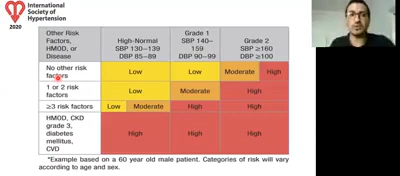 International
Society of
Hypertension
2020
Other Risk
Factors,
HMOD, or
Disease
High-Normal
SBP 130–139
DBP 85–89
Grade 1
SBP 140–
159
DBP 90–99
Grade 2
SBP ≥160
DBP ≥100
No other risk
factors
Low
Low
Moderate
High
1 or 2 risk
factors
Low
Moderate
High
≥3 risk factors
Low
Moderate
High
High
HMOD, CKD
grade 3,
diabetes
mellitus,
CVD
High
High
High
*Example based on a 60 year old male patient. Categories of risk will vary
according to age and sex.